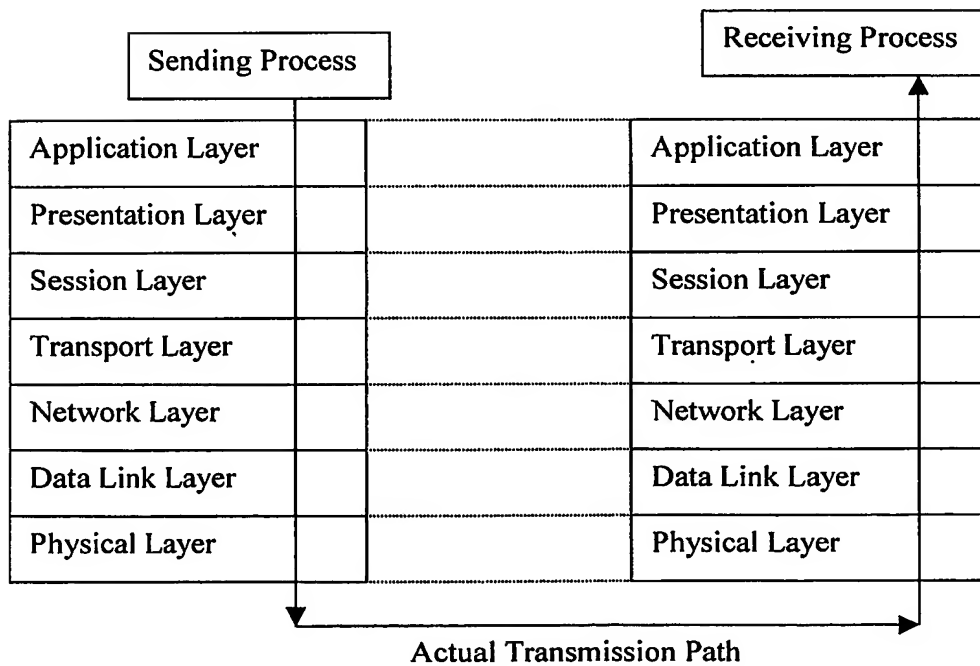 Sending Process
Receiving Process
Application Layer
Application Layer
Presentation Layer
Presentation Layer
Session Layer
Session Layer
Transport Layer
Transport Layer
Network Layer
Network Layer
Data Link Layer
Data Link Layer
Physical Layer
Physical Layer
Actual Transmission Path